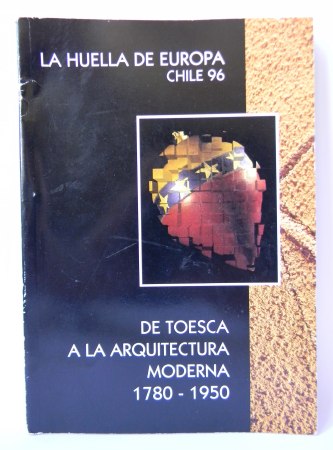 LA HUELLA DE EUROPA
CHILE 96
DE TOESCA
A LA ARQUITECTURA
MODERNA
1780 - 1950